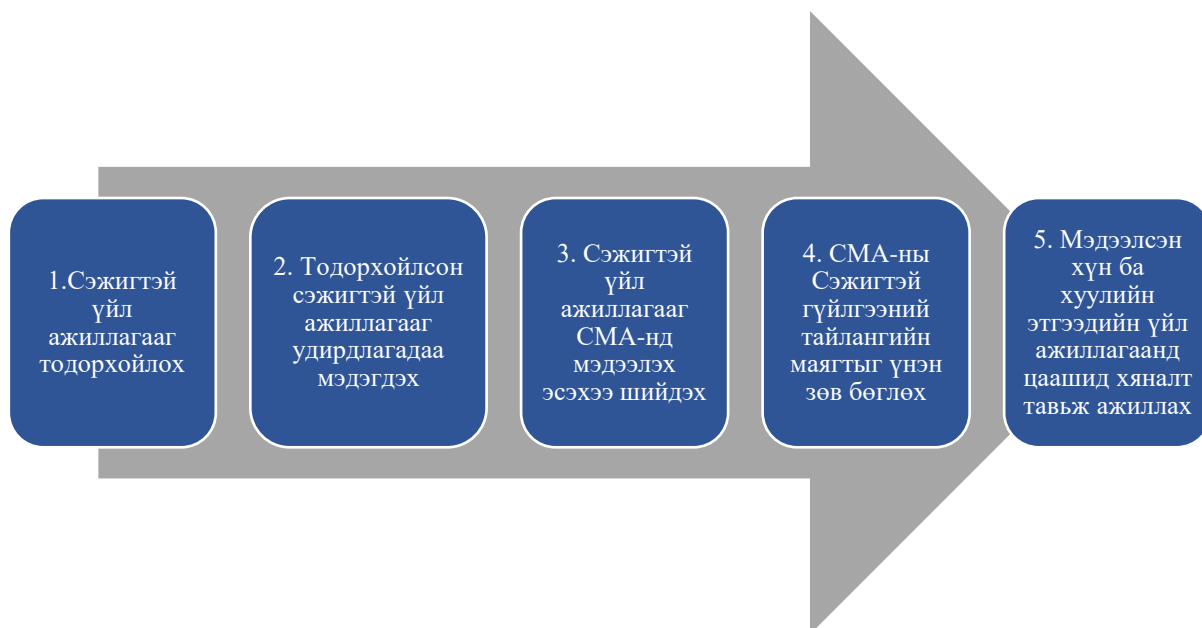 1.Сэжигтэй
үйл
ажиллагааг
тодорхойлох
2. Тодорхойлсон
сэжигтэй үйл
ажиллагааг
удирдлагадаа
мэдэгдэх
3. Сэжигтэй
үйл
ажиллагааг
СМА-нд
мэдээлэх
эсэхээ шийдэх
4. СМА-ны
Сэжигтэй
гүйлгээний
тайлангийн
маягтыг үнэн
зөв бөглөх
5. Мэдээлсэн
хүн ба
хуулийн
этгээдийн үйл
ажиллагаанд
цаашид хяналт
тавьж ажиллах